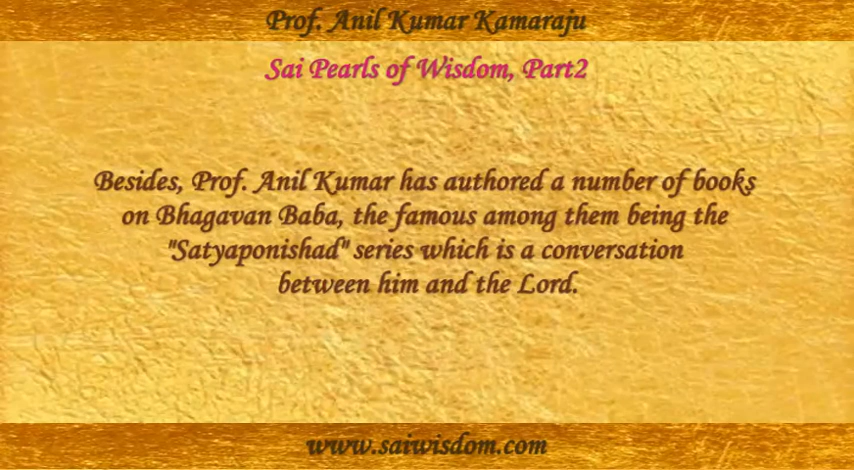 Prof. Anil Kumar Kamaraju
Sai Pearls of Wisdom, Part2
Besides, Prof. Anil Kumar has authored a number of books
on Bhagavan Baba, the famous among them being the
"Satyaponishad" series which is a conversation
between him and the Lord.
www.saiwisdom.com